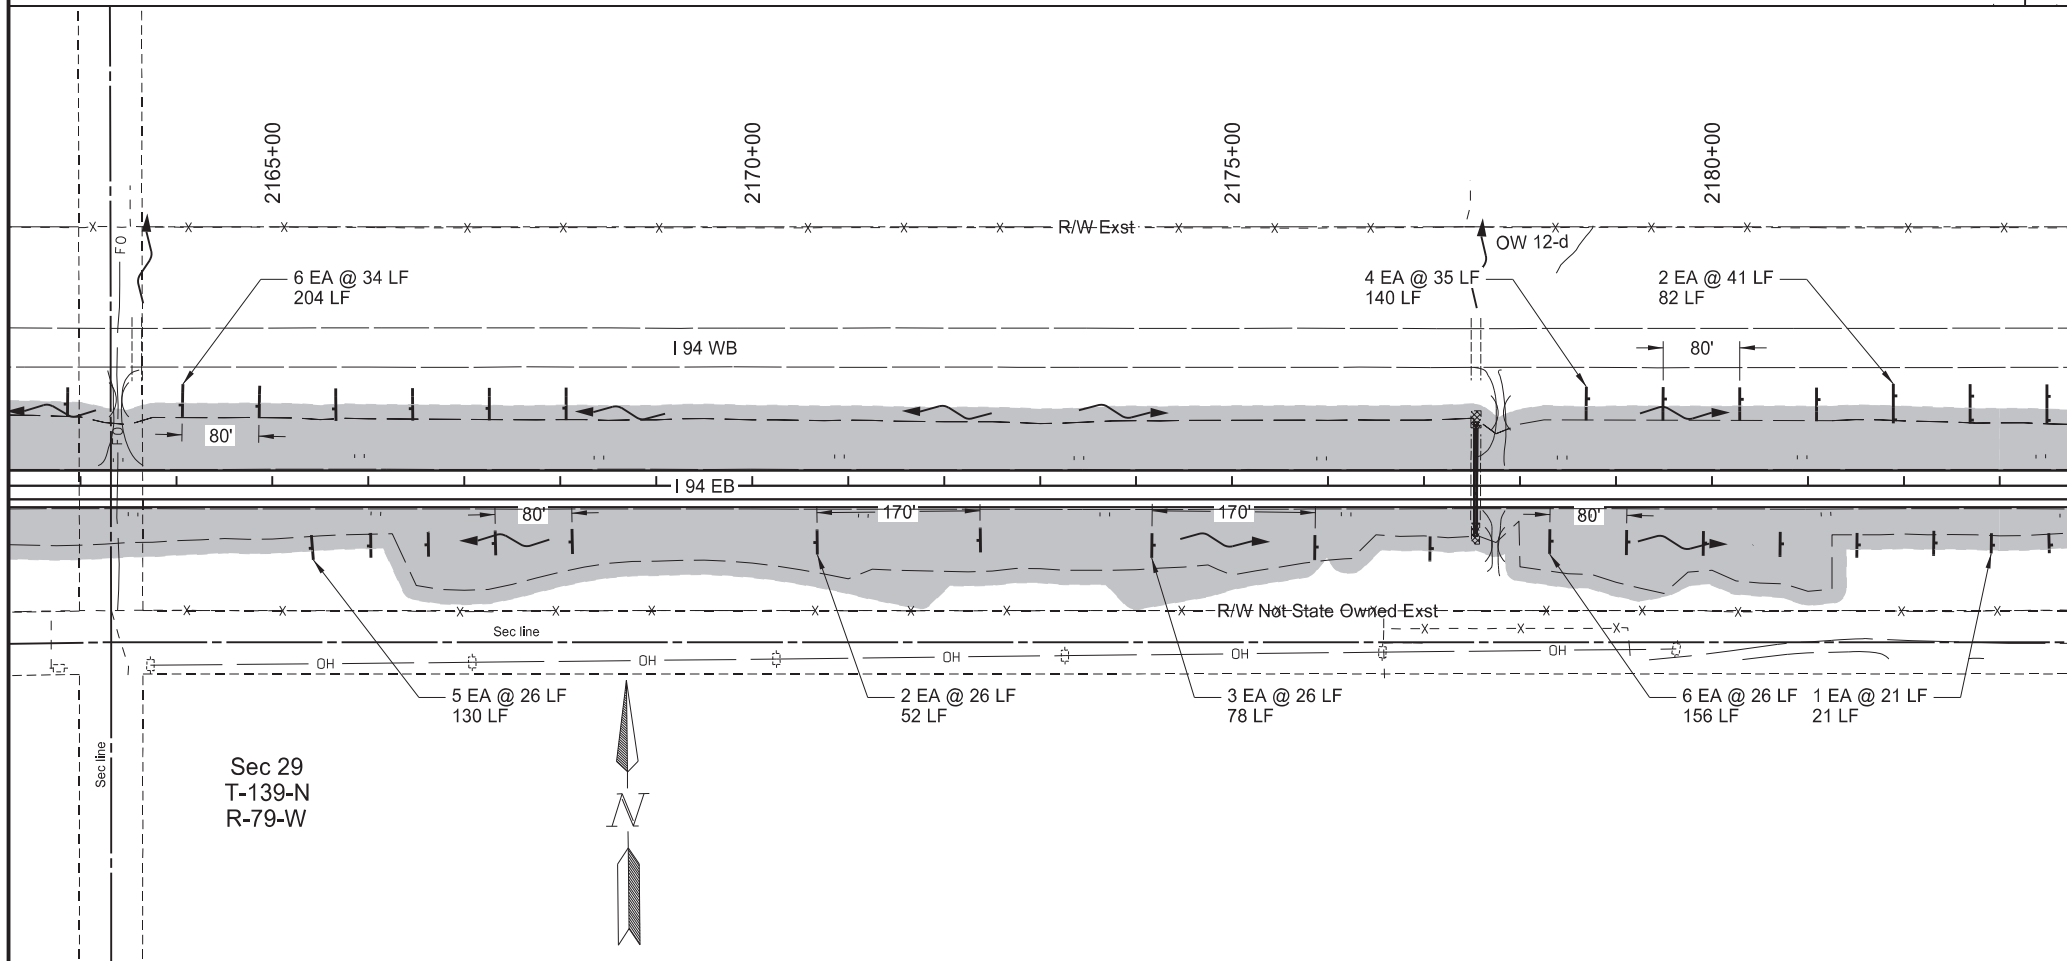 2165+00
2170+00
2175+00
2180+00
R/W Exst
OW 12-d
FO
6 EA @ 34 LF
204 LF
4 EA @ 35 LF
140 LF
2 EA @ 41 LF
82 LF
I 94 WB
80'
80'
FO
I 94 EB
80'
170'
170'
80'
R/W Not State Owned Exst
Sec line
OH
OH
OH
OH
OH
5 EA @ 26 LF
130 LF
2 EA @ 26 LF
52 LF
3 EA @ 26 LF
78 LF
6 EA @ 26 LF
156 LF
1 EA @ 21 LF
21 LF
Sec line
Sec 29
T-139-N
R-79-W
N